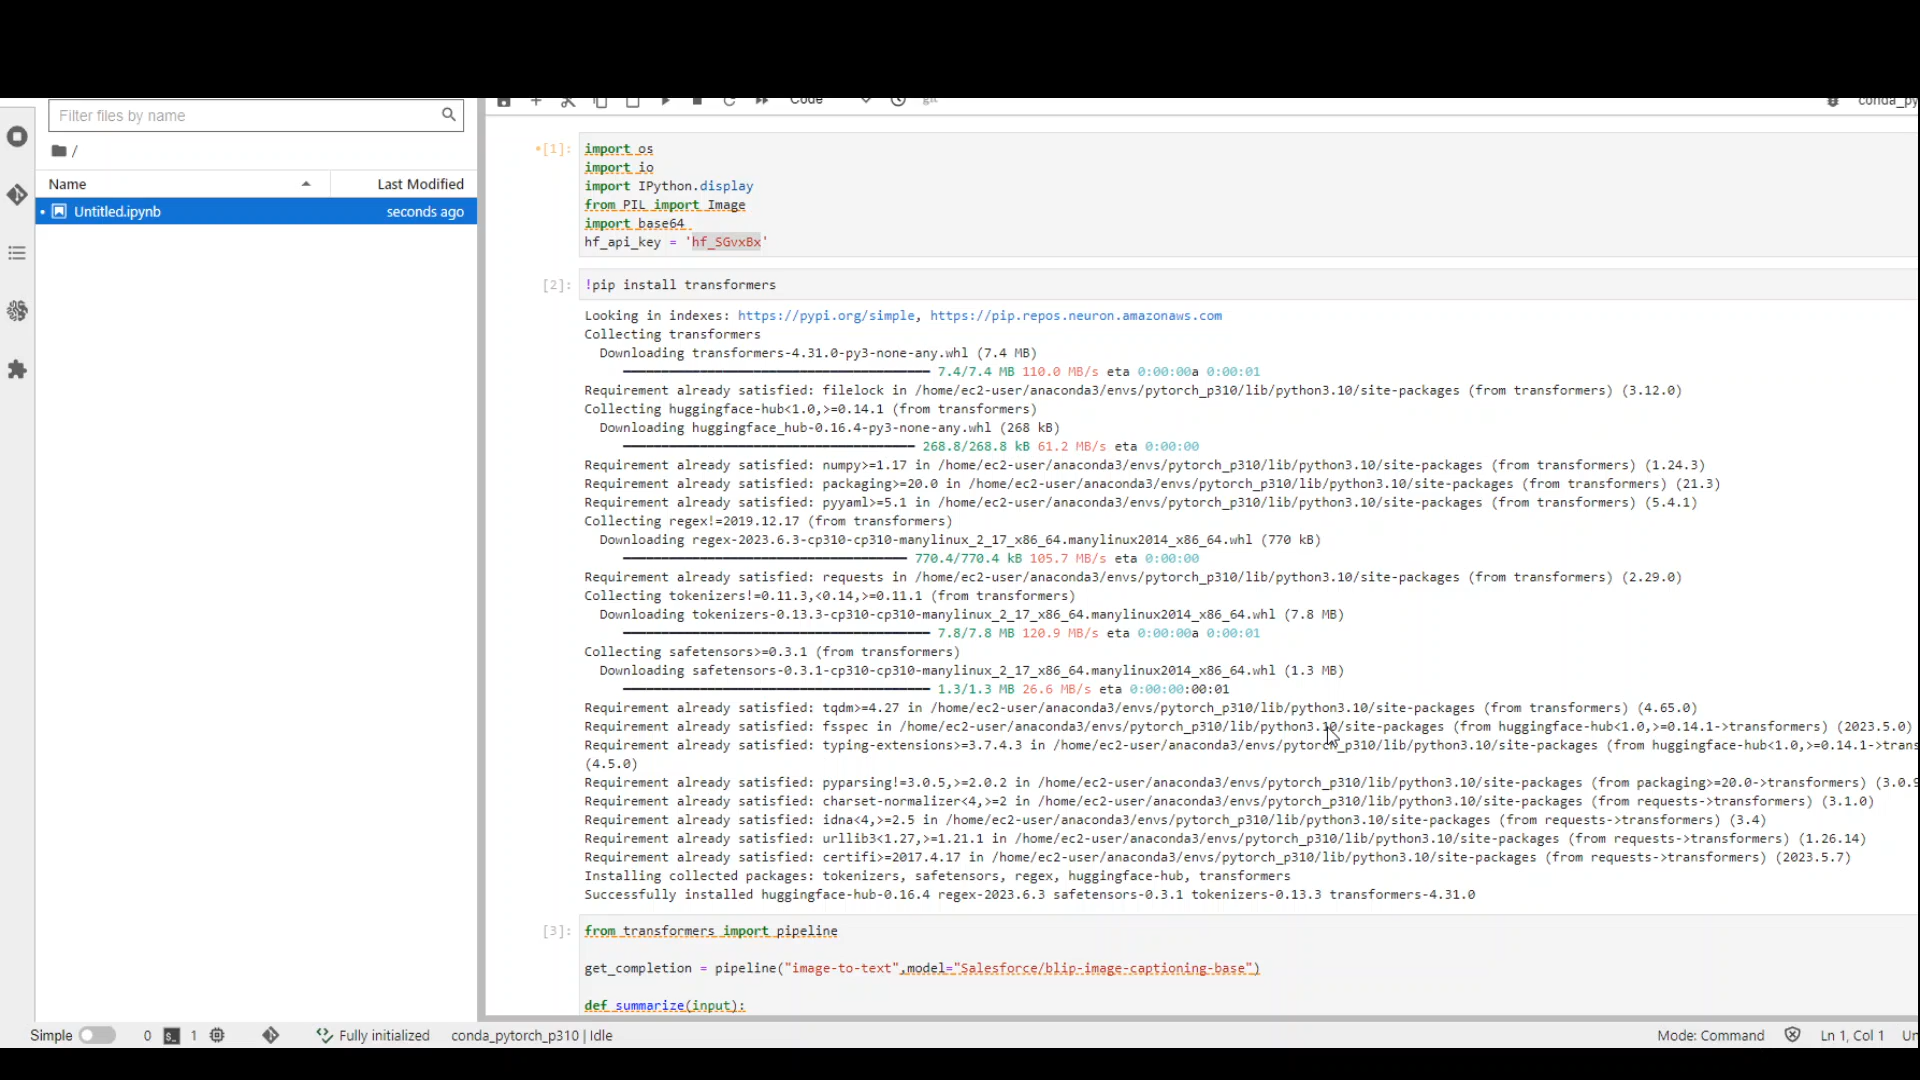 Filter files by name
/
Name Last Modified
Untitled.ipynb seconds ago
Code
git
conda_py
[1]:
import os
import io
import IPython.display
from PIL import Image
import base64
hf_api_key = 'hf_SGvxBx'
[2]:
!pip install transformers
Looking in indexes: https://pypi.org/simple, https://pip.repos.neuron.amazonaws.com
Collecting transformers
Downloading transformers-4.31.0-py3-none-any.whl (7.4 MB)
7.4/7.4 MB 110.0 MB/s eta 0:00:00a 0:00:01
Requirement already satisfied: filelock in /home/ec2-user/anaconda3/envs/pytorch_p310/lib/python3.10/site-packages (from transformers) (3.12.0)
Collecting huggingface-hub<1.0,>=0.14.1 (from transformers)
Downloading huggingface_hub-0.16.4-py3-none-any.whl (268 kB)
268.8/268.8 kB 61.2 MB/s eta 0:00:00
Requirement already satisfied: numpy>=1.17 in /home/ec2-user/anaconda3/envs/pytorch_p310/lib/python3.10/site-packages (from transformers) (1.24.3)
Requirement already satisfied: packaging>=20.0 in /home/ec2-user/anaconda3/envs/pytorch_p310/lib/python3.10/site-packages (from transformers) (21.3)
Requirement already satisfied: pyyaml>=5.1 in /home/ec2-user/anaconda3/envs/pytorch_p310/lib/python3.10/site-packages (from transformers) (5.4.1)
Collecting regex!=2019.12.17 (from transformers)
Downloading regex-2023.6.3-cp310-cp310-manylinux_2_17_x86_64.manylinux2014_x86_64.whl (770 kB)
770.4/770.4 kB 105.7 MB/s eta 0:00:00
Requirement already satisfied: requests in /home/ec2-user/anaconda3/envs/pytorch_p310/lib/python3.10/site-packages (from transformers) (2.29.0)
Collecting tokenizers!=0.11.3,<0.14,>=0.11.1 (from transformers)
Downloading tokenizers-0.13.3-cp310-cp310-manylinux_2_17_x86_64.manylinux2014_x86_64.whl (7.8 MB)
7.8/7.8 MB 120.9 MB/s eta 0:00:00a 0:00:01
Collecting safetensors>=0.3.1 (from transformers)
Downloading safetensors-0.3.1-cp310-cp310-manylinux_2_17_x86_64.manylinux2014_x86_64.whl (1.3 MB)
1.3/1.3 MB 26.6 MB/s eta 0:00:00:00:01
Requirement already satisfied: tqdm>=4.27 in /home/ec2-user/anaconda3/envs/pytorch_p310/lib/python3.10/site-packages (from transformers) (4.65.0)
Requirement already satisfied: fsspec in /home/ec2-user/anaconda3/envs/pytorch_p310/lib/python3.10/site-packages (from huggingface-hub<1.0,>=0.14.1->transformers) (2023.5.0)
Requirement already satisfied: typing-extensions>=3.7.4.3 in /home/ec2-user/anaconda3/envs/pytorch_p310/lib/python3.10/site-packages (from huggingface-hub<1.0,>=0.14.1->trans
(4.5.0)
Requirement already satisfied: pyparsing!=3.0.5,>=2.0.2 in /home/ec2-user/anaconda3/envs/pytorch_p310/lib/python3.10/site-packages (from packaging>=20.0->transformers) (3.0.9
Requirement already satisfied: charset-normalizer<4,>=2 in /home/ec2-user/anaconda3/envs/pytorch_p310/lib/python3.10/site-packages (from requests->transformers) (3.1.0)
Requirement already satisfied: idna<4,>=2.5 in /home/ec2-user/anaconda3/envs/pytorch_p310/lib/python3.10/site-packages (from requests->transformers) (3.4)
Requirement already satisfied: urllib3<1.27,>=1.21.1 in /home/ec2-user/anaconda3/envs/pytorch_p310/lib/python3.10/site-packages (from requests->transformers) (1.26.14)
Requirement already satisfied: certifi>=2017.4.17 in /home/ec2-user/anaconda3/envs/pytorch_p310/lib/python3.10/site-packages (from requests->transformers) (2023.5.7)
Installing collected packages: tokenizers, safetensors, regex, huggingface-hub, transformers
Successfully installed huggingface-hub-0.16.4 regex-2023.6.3 safetensors-0.3.1 tokenizers-0.13.3 transformers-4.31.0
[3]:
from transformers import pipeline
get_completion = pipeline("image-to-text",model="Salesforce/blip-image-captioning-base")
def summarize(input):
Simple 0 1 Fully initialized conda_pytorch_p310 | Idle Mode: Command Ln 1, Col 1 Un